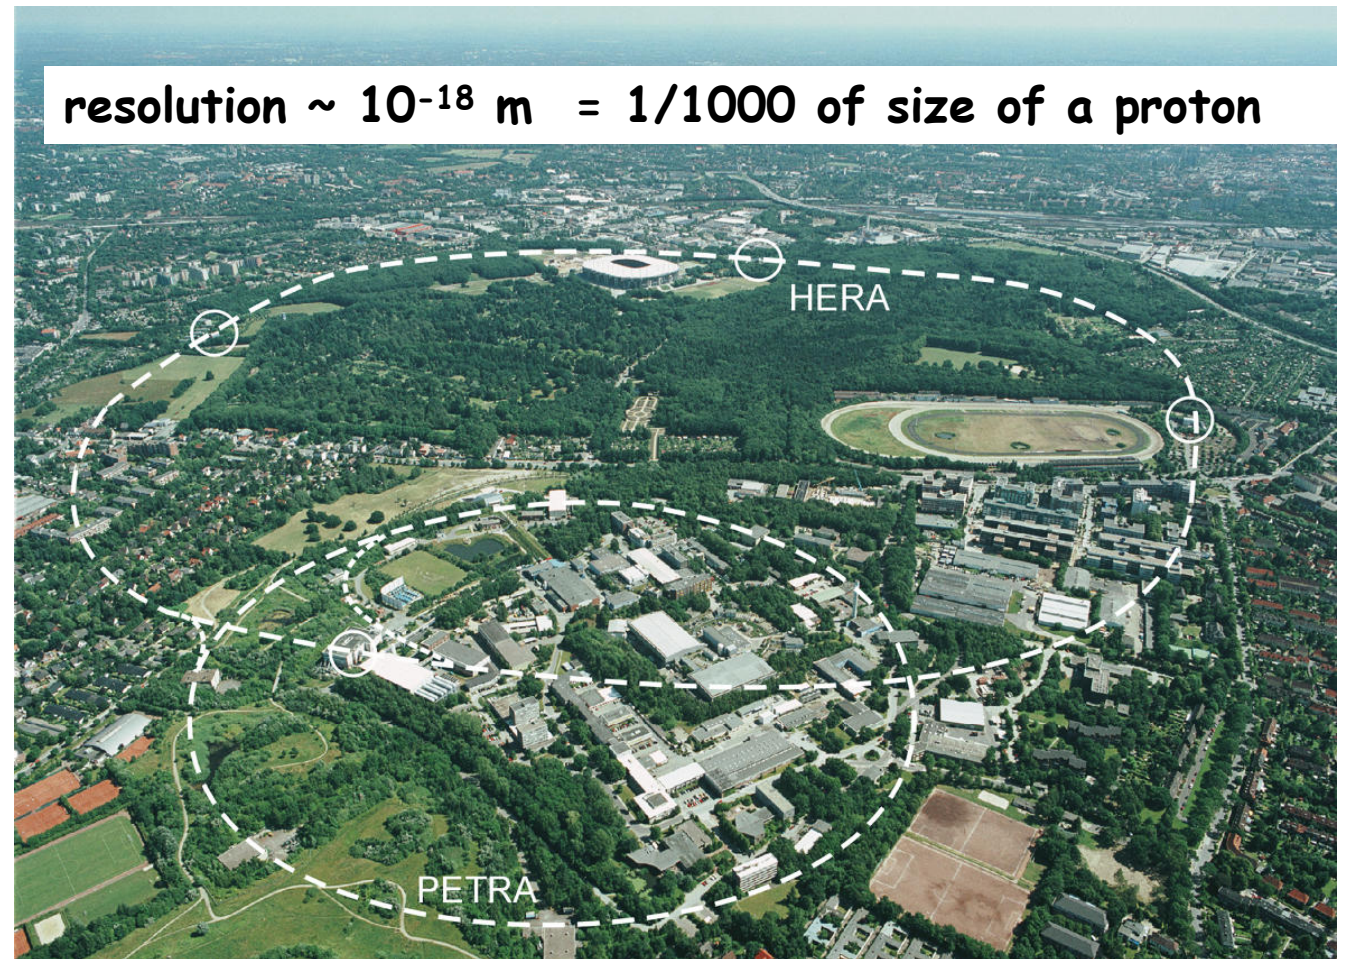 resolution ~ 10⁻¹⁸ m = 1/1000 of size of a proton
HERA
PETRA